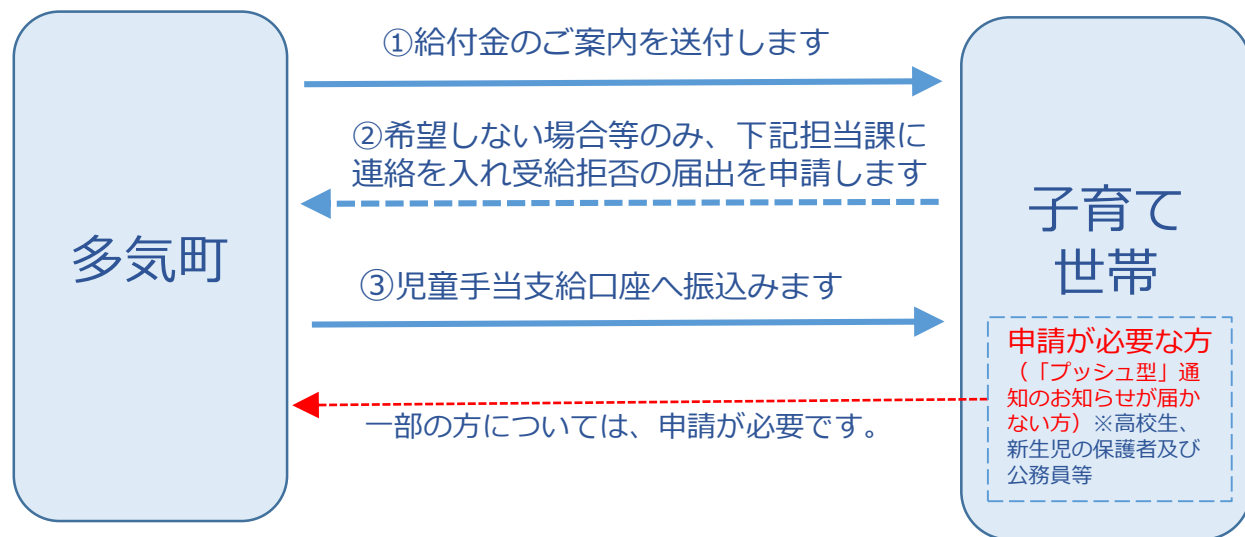 ①給付金のご案内を送付します
②希望しない場合等のみ、下記担当課に
連絡を入れ受給拒否の届出を申請します
多気町
子育て
世帯
③児童手当支給口座へ振込みます
申請が必要な方
（「プッシュ型」通
知のお知らせが届か
ない方）※高校生、
新生児の保護者及び
公務員等
一部の方については、申請が必要です。